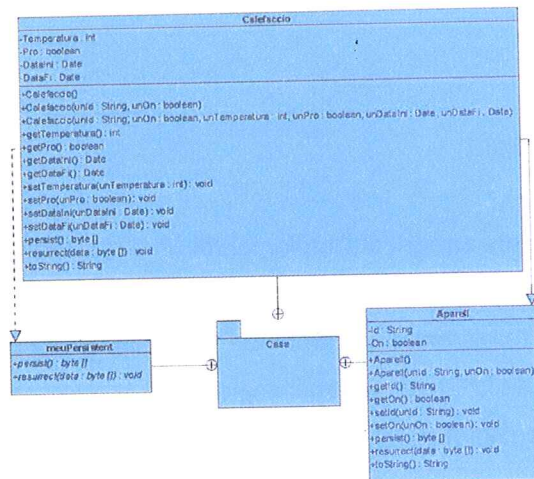 Calefaccio
-Temperatura : int
-Pro : boolean
-DataIni : Date
DataFi : Date
+Calefaccio()
+Calefaccio(unId : String, unOn : boolean)
+Calefaccio(unId : String, unOn : boolean, unTemperatura : int, unPro : boolean, unDataIni : Date, unDataFi : Date)
+getTemperatura() : int
+getPro() : boolean
+getDataIni() : Date
+getDataFi() : Date
+setTemperatura(unTemperatura : int) : void
+setPro(unPro : boolean) : void
+setDataIni(unDataIni : Date) : void
+setDataFi(unDataFi : Date) : void
+persist() : byte []
+resurrect(data : byte []) : void
+toString() : String
meuPersistent
+persist() : byte []
+resurrect(data : byte []) : void
Casa
Aparell
-Id : String
-On : boolean
+Aparell()
+Aparell(unId : String, unOn : boolean)
+getId() : String
+getOn() : boolean
+setId(unId : String) : void
+setOn(unOn : boolean) : void
+persist() : byte []
+resurrect(data : byte []) : void
+toString() : String